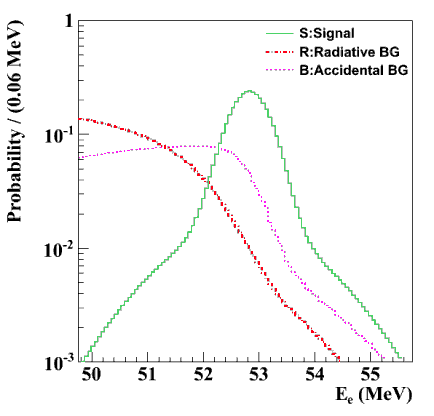 S:Signal
R:Radiative BG
B:Accidental BG
Probability / (0.06 MeV)
1
10⁻¹
10⁻²
10⁻³
50 51 52 53 54 55
Eₑ (MeV)